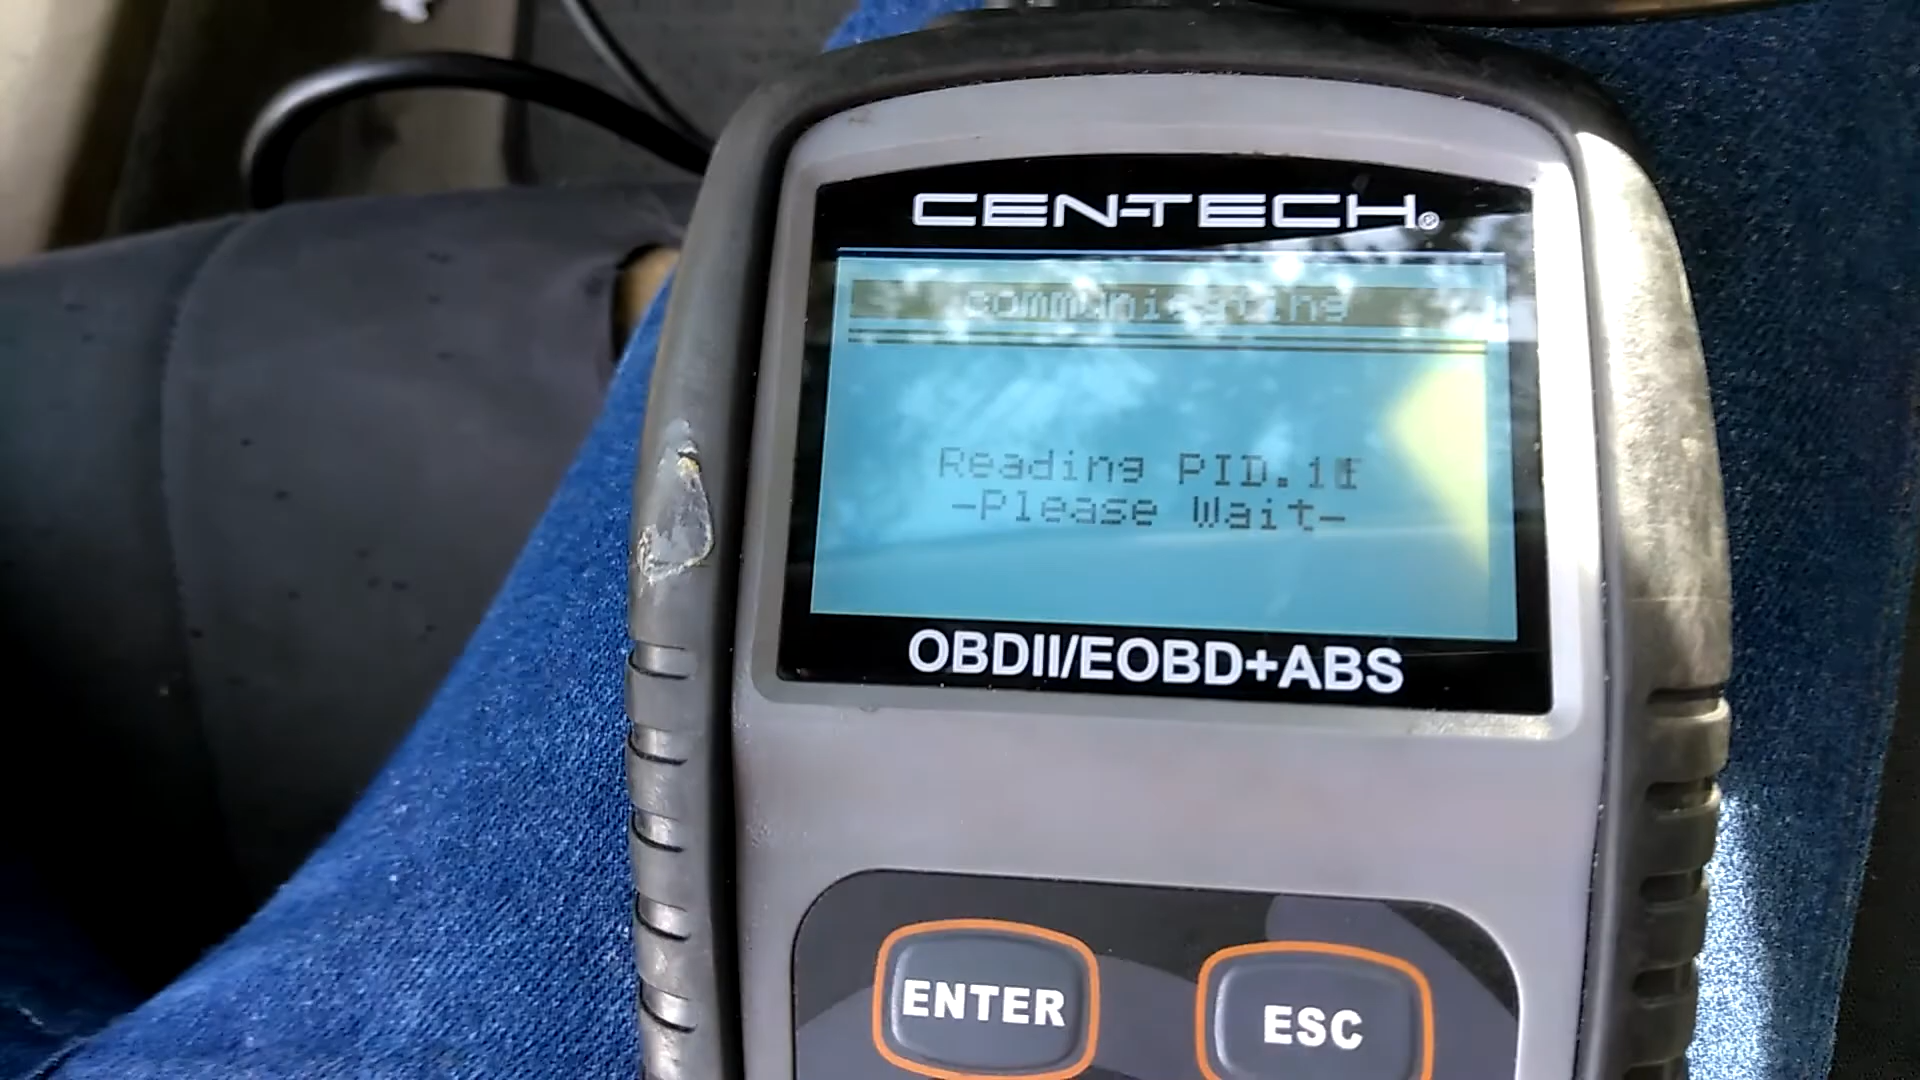 CEN-TECH®
Communicating
Reading PID.
-Please Wait-
OBDII/EOBD+ABS
ENTER
ESC